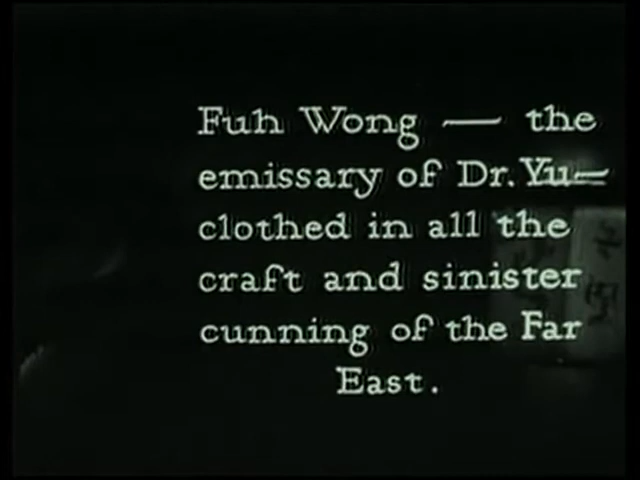 Fuh Wong — the
emissary of Dr. Yu—
clothed in all the
craft and sinister
cunning of the Far
East.